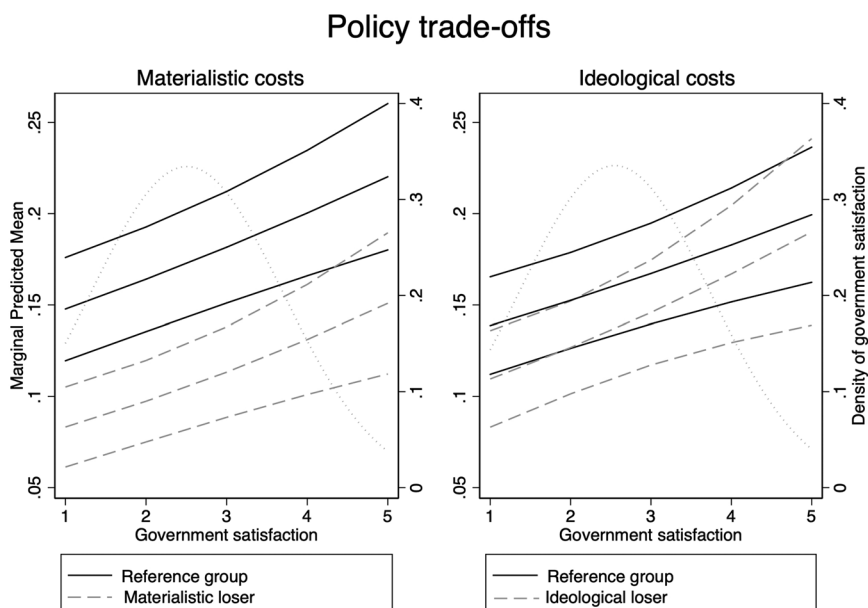 Policy trade-offs
Materialistic costs
Marginal Predicted Mean
.05 .1 .15 .2 .25
0 .1 .2 .3 .4
1 2 3 4 5
Government satisfaction
Reference group
Materialistic loser
Ideological costs
.05 .1 .15 .2 .25
0 .1 .2 .3 .4
Density of government satisfaction
1 2 3 4 5
Government satisfaction
Reference group
Ideological loser